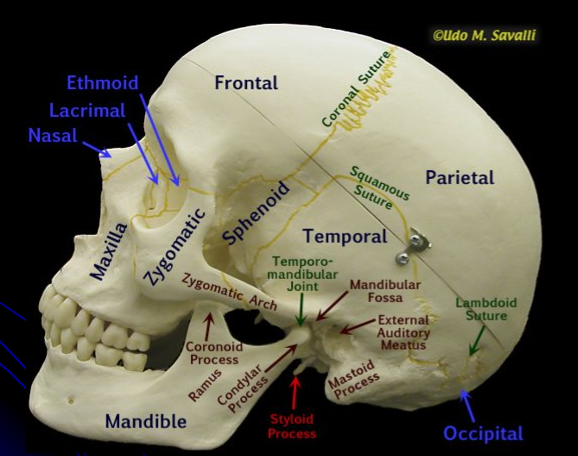 ©Udo M. Savalli
Frontal
Coronal Suture
Ethmoid
Lacrimal
Nasal
Parietal
Squamous
Suture
Sphenoid
Zygomatic
Maxilla
Temporal
Temporo-
mandibular
Joint
Zygomatic Arch
Mandibular
Fossa
External
Auditory
Meatus
Lambdoid
Suture
Coronoid
Process
Ramus
Condylar
Process
Mastoid
Process
Mandible
Styloid
Process
Occipital